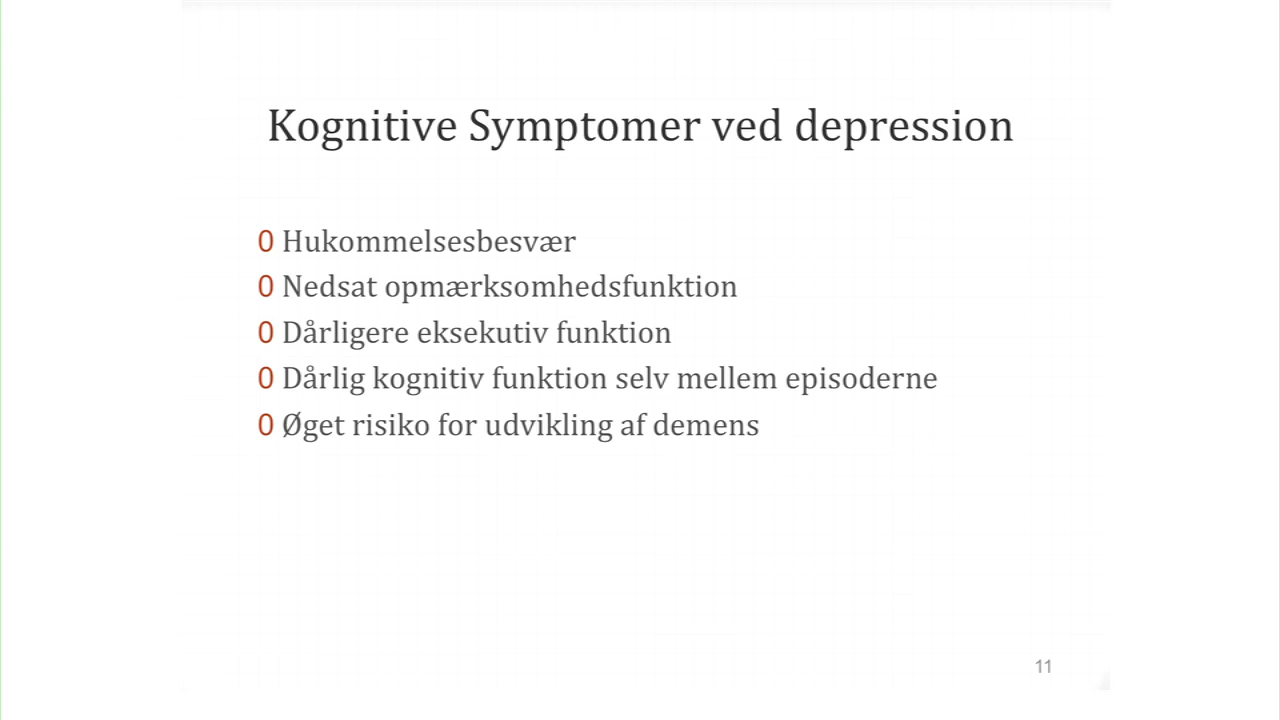 Kognitive Symptomer ved depression
0 Hukommelsesbesvær
0 Nedsat opmærksomhedsfunktion
0 Dårligere eksekutiv funktion
0 Dårlig kognitiv funktion selv mellem episoderne
0 Øget risiko for udvikling af demens
11